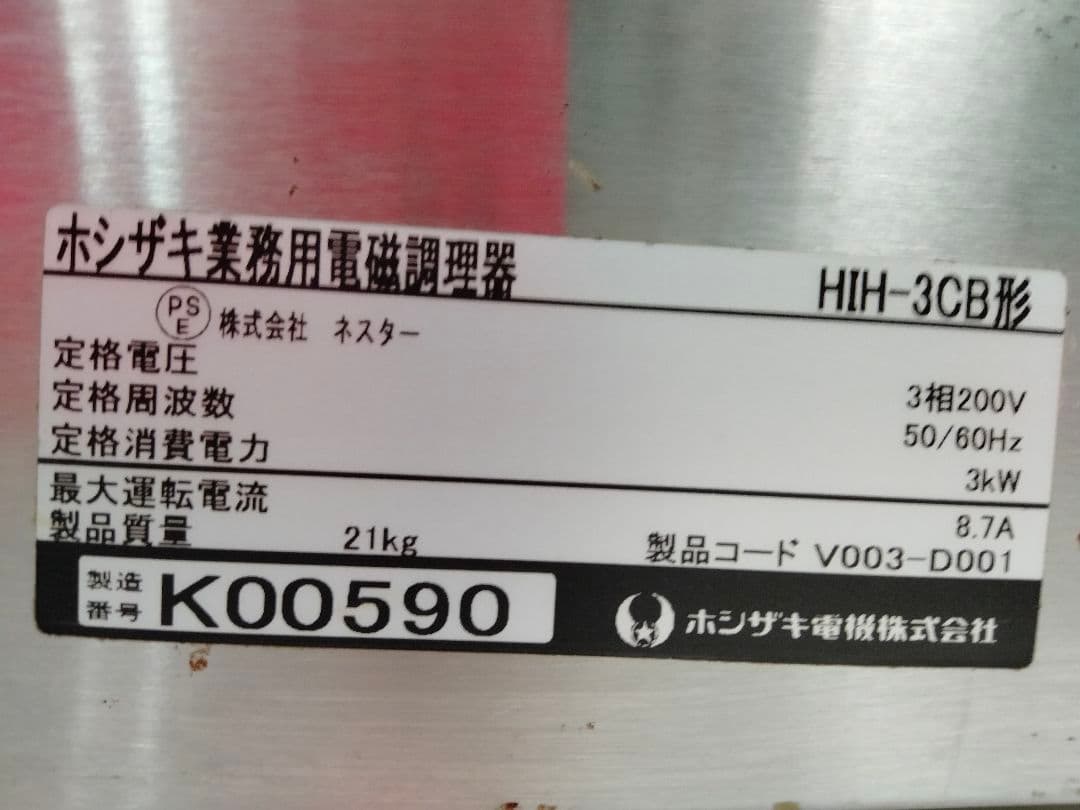 ホシザキ業務用電磁調理器 HIH-3CB形
PSE 株式会社 ネスター
定格電圧 3相200V
定格周波数 50/60Hz
定格消費電力 3kW
最大運転電流 8.7A
製品質量 21kg 製品コード V003-D001
製造番号 K00590 ホシザキ電機株式会社